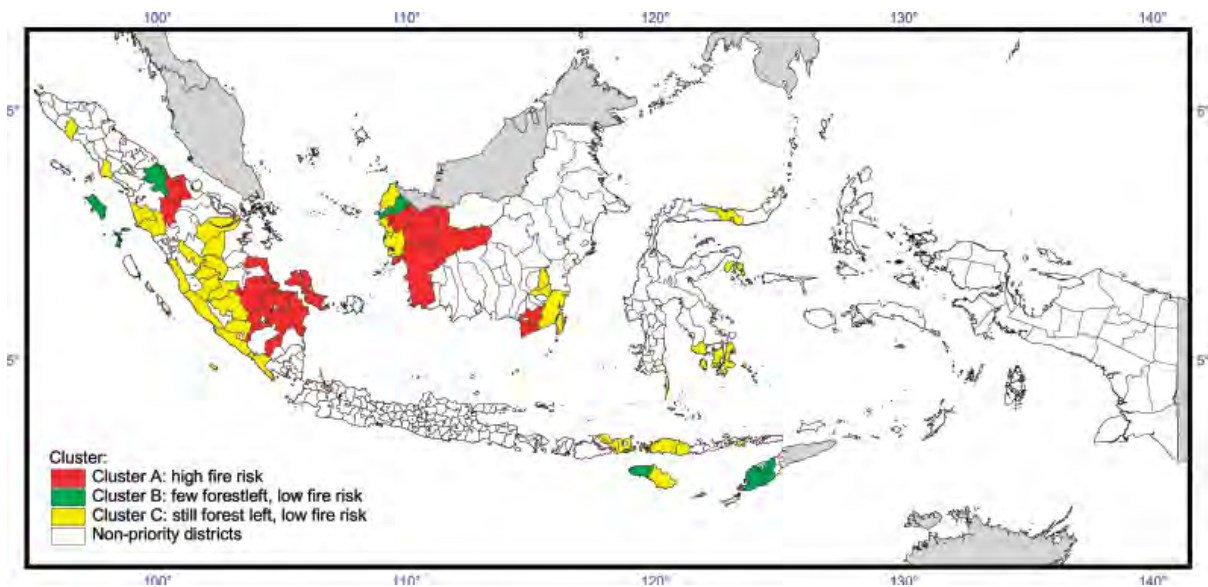 100° 110° 120° 130° 140°
5° 5°
5° 5°
Cluster:
Cluster A: high fire risk
Cluster B: few forestleft, low fire risk
Cluster C: still forest left, low fire risk
Non-priority districts
100° 110° 120° 130° 140°